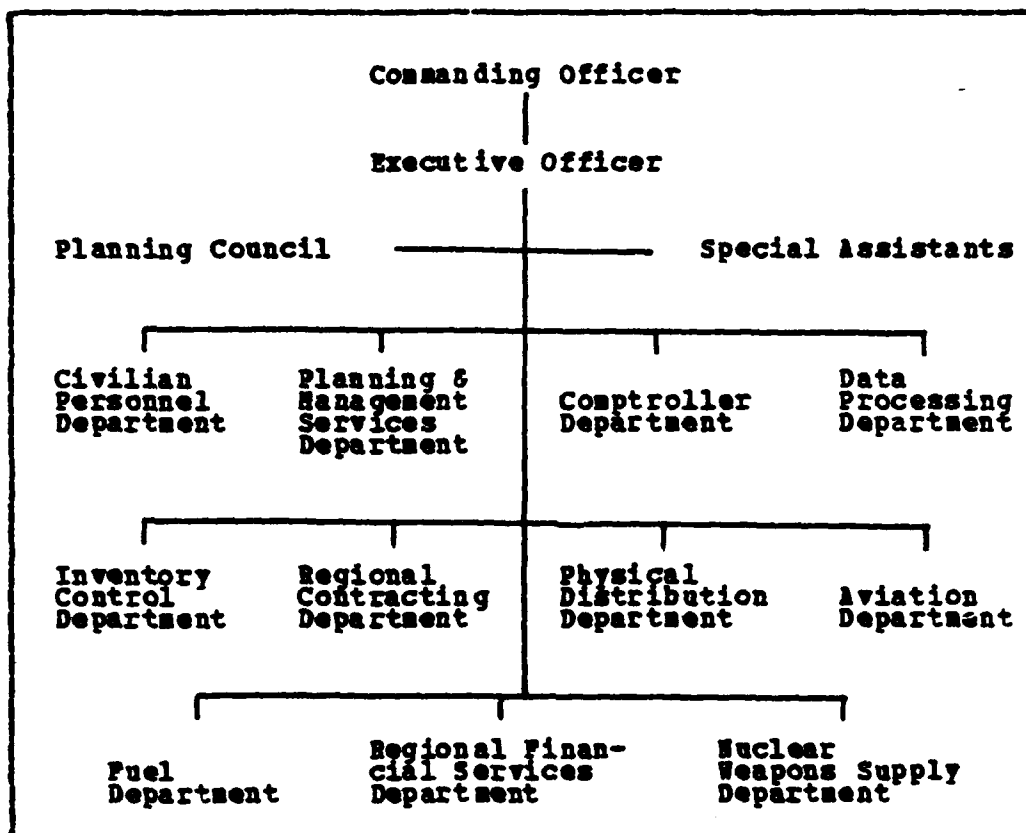 Commanding Officer
Executive Officer
Planning Council
Special Assistants
Civilian
Personnel
Department
Planning &
Management
Services
Department
Comptroller
Department
Data
Processing
Department
Inventory
Control
Department
Regional
Contracting
Department
Physical
Distribution
Department
Aviation
Department
Fuel
Department
Regional Finan-
cial Services
Department
Nuclear
Weapons Supply
Department